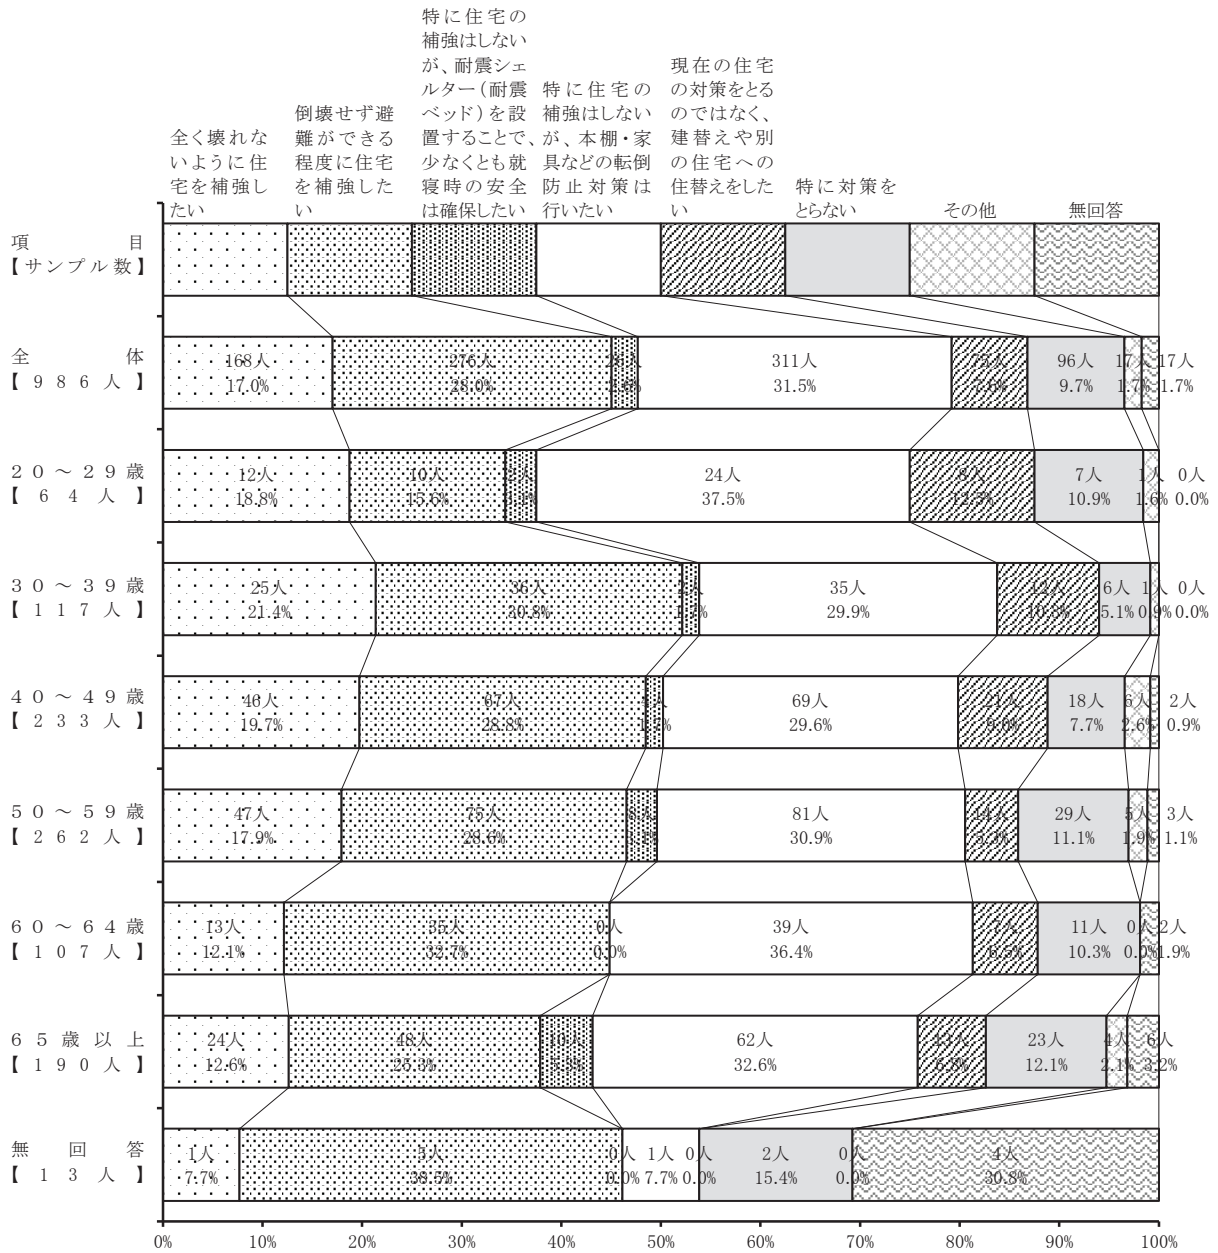 全く壊れな
いように住
宅を補強し
たい
倒壊せず避
難ができる
程度に住宅
を補強した
い
特に住宅の
補強はしない
が、耐震シェ
ルター（耐震
ベッド）を設
置することで、
少なくとも就
寝時の安全
は確保したい
特に住宅の
補強はしない
が、本棚・家
具などの転倒
防止対策は
行いたい
現在の住宅
の対策をとる
のではなく、
建替えや別
の住宅への
住替えをした
い
特に対策を
とらない
その他
無回答
項目
【サンプル数】
全体
【986人】
168人 276人 311人 75人 96人 17人 17人
17.0% 28.0% 31.5% 7.6% 9.7% 1.7% 1.7%
20～29歳
【64人】
12人 10人 24人 8人 7人 1人 0人
18.8% 15.6% 37.5% 12.5% 10.9% 1.6% 0.0%
30～39歳
【117人】
25人 36人 35人 12人 6人 1人 0人
21.4% 30.8% 29.9% 10.3% 5.1% 0.9% 0.0%
40～49歳
【233人】
46人 67人 69人 21人 18人 6人 2人
19.7% 28.8% 29.6% 9.0% 7.7% 2.6% 0.9%
50～59歳
【262人】
47人 75人 81人 14人 29人 5人 3人
17.9% 28.6% 30.9% 5.3% 11.1% 1.9% 1.1%
60～64歳
【107人】
13人 35人 0人 39人 7人 11人 0人 2人
12.1% 32.7% 0.0% 36.4% 6.5% 10.3% 0.0% 1.9%
65歳以上
【190人】
24人 48人 10人 62人 13人 23人 4人 6人
12.6% 25.3% 5.3% 32.6% 6.8% 12.1% 2.1% 3.2%
無回答
【13人】
1人 5人 0人 1人 0人 2人 0人 4人
7.7% 38.5% 0.0% 7.7% 0.0% 15.4% 0.0% 30.8%
0% 10% 20% 30% 40% 50% 60% 70% 80% 90% 100%